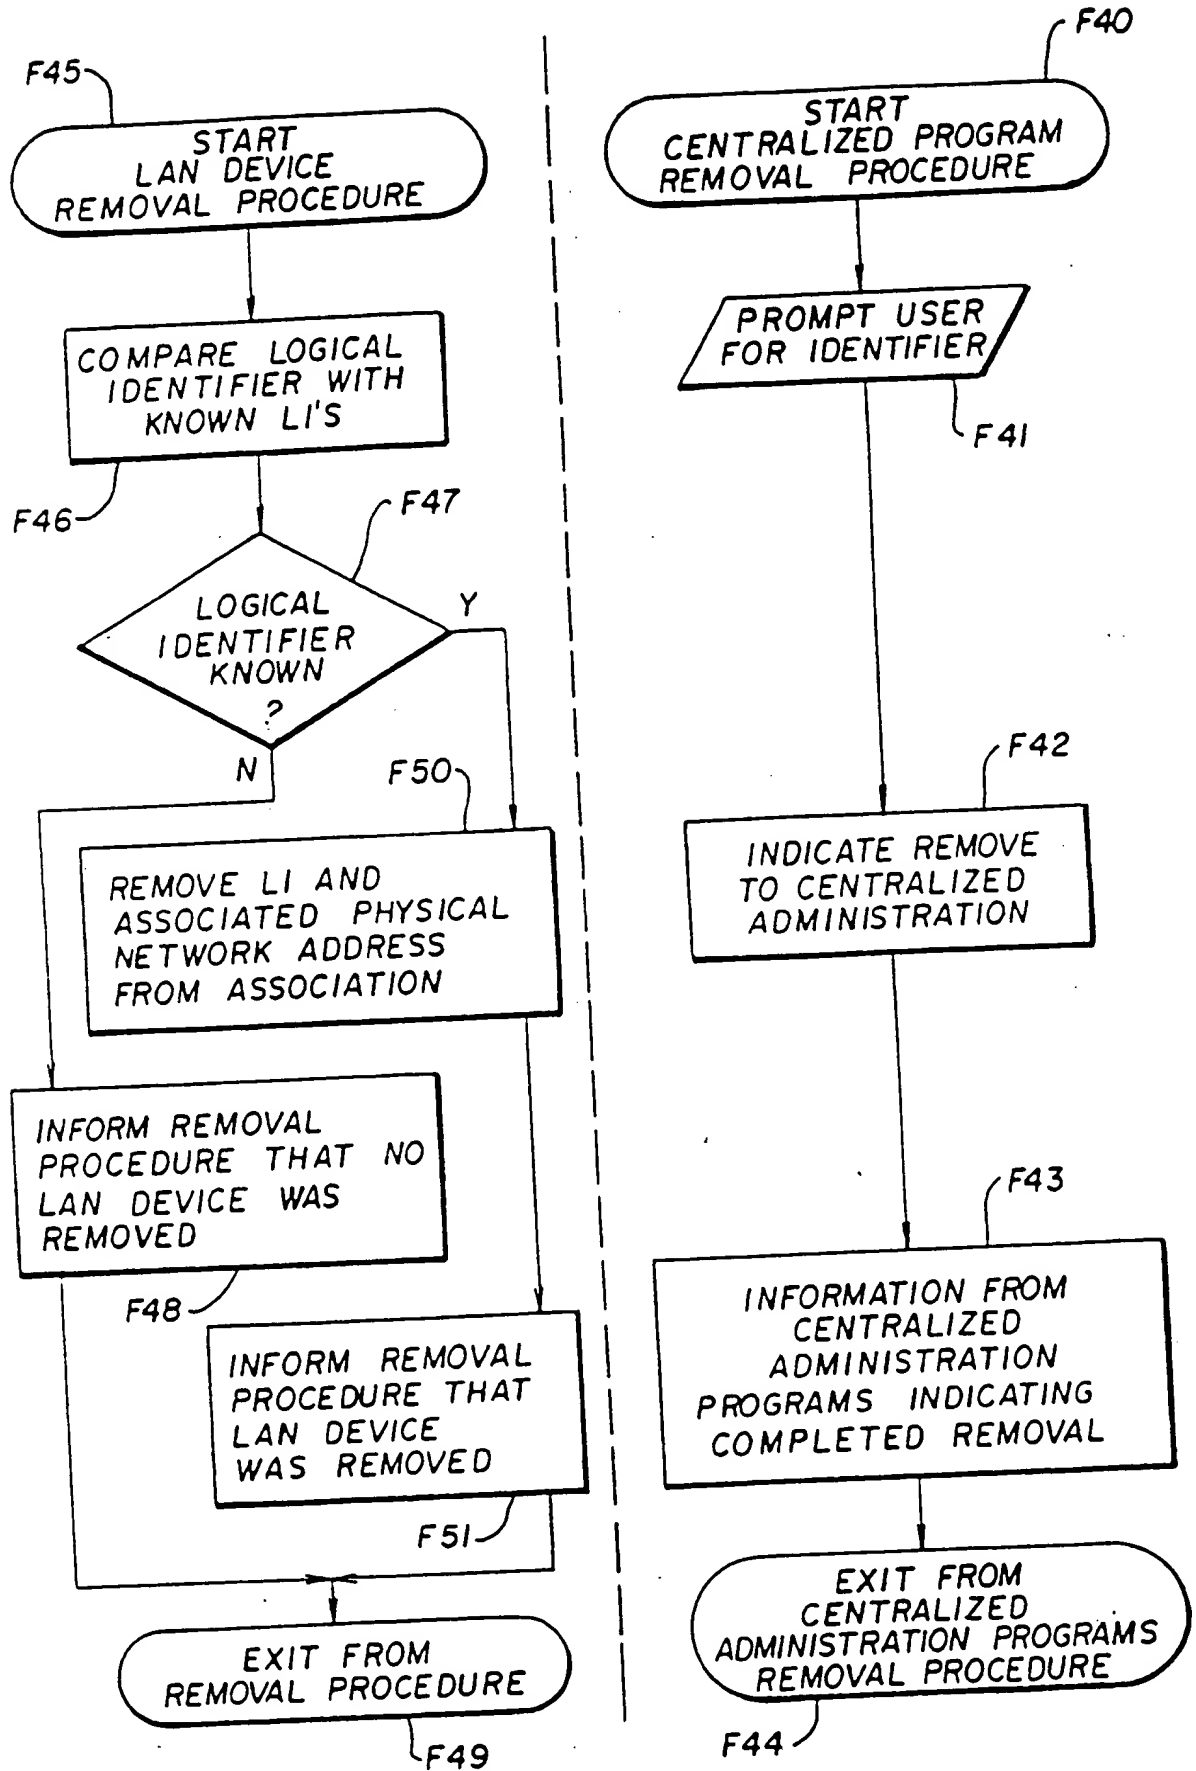 F45
START
LAN DEVICE
REMOVAL PROCEDURE
COMPARE LOGICAL
IDENTIFIER WITH
KNOWN LI'S
F46
F47
LOGICAL
IDENTIFIER
KNOWN
?
Y
N
F50
REMOVE LI AND
ASSOCIATED PHYSICAL
NETWORK ADDRESS
FROM ASSOCIATION
INFORM REMOVAL
PROCEDURE THAT NO
LAN DEVICE WAS
REMOVED
F48
INFORM REMOVAL
PROCEDURE THAT
LAN DEVICE
WAS REMOVED
F51
EXIT FROM
REMOVAL PROCEDURE
F49
F40
START
CENTRALIZED PROGRAM
REMOVAL PROCEDURE
PROMPT USER
FOR IDENTIFIER
F41
F42
INDICATE REMOVE
TO CENTRALIZED
ADMINISTRATION
F43
INFORMATION FROM
CENTRALIZED
ADMINISTRATION
PROGRAMS INDICATING
COMPLETED REMOVAL
EXIT FROM
CENTRALIZED
ADMINISTRATION PROGRAMS
REMOVAL PROCEDURE
F44